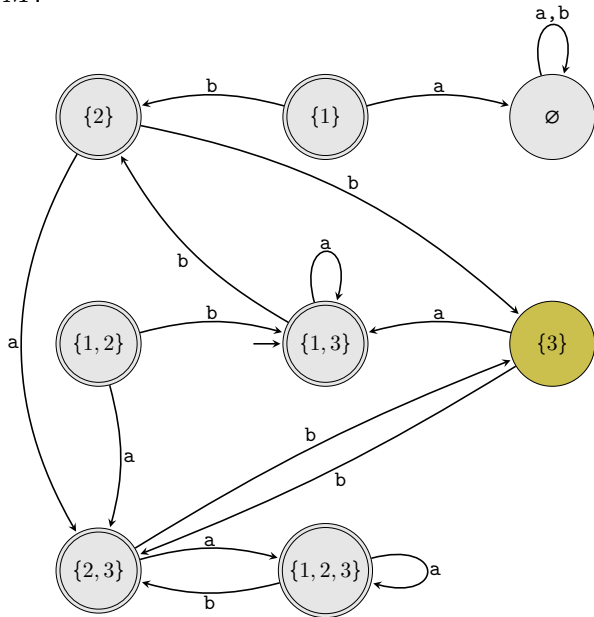 M .
a,b
b
a
{2}
{1}
∅
b
a
b
b
a
{1, 2}
{1, 3}
{3}
a
a
b
b
a
{2, 3}
{1, 2, 3}
a
b